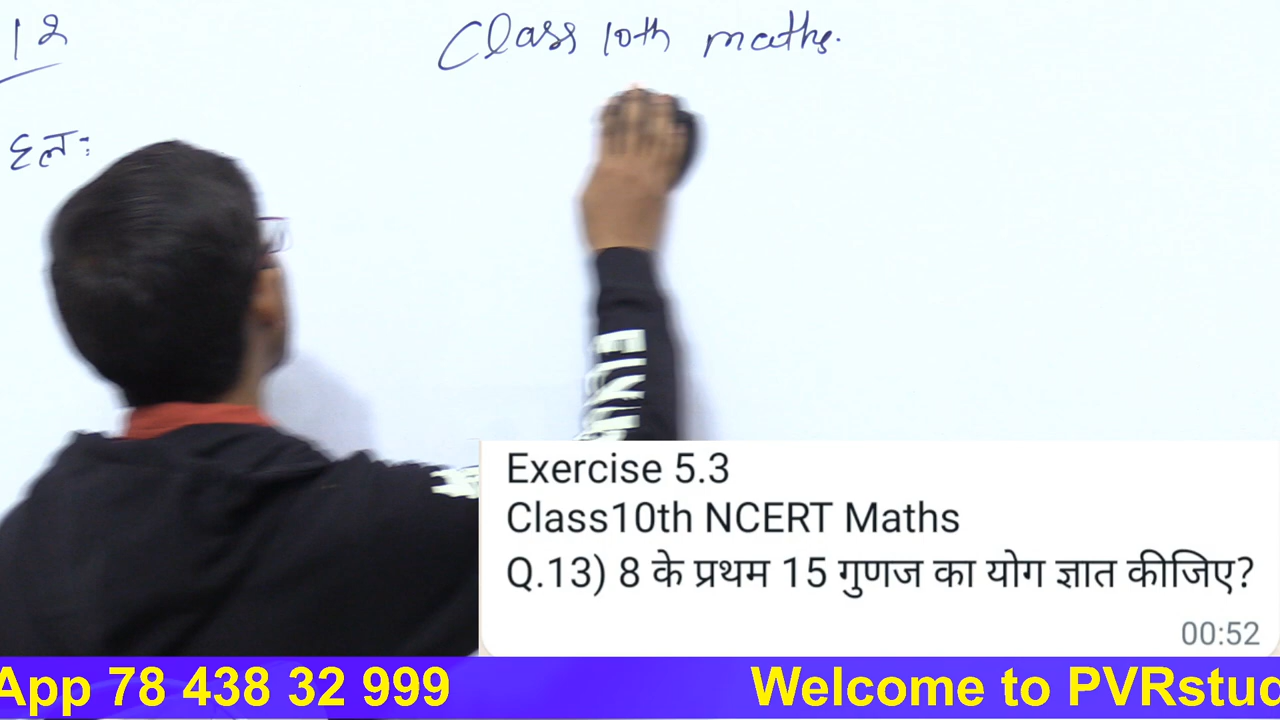 12
Class 10th maths.
हल:
Exercise 5.3
Class10th NCERT Maths
Q.13) 8 के प्रथम 15 गुणज का योग ज्ञात कीजिए?
00:52
App 78 438 32 999
Welcome to PVRstud